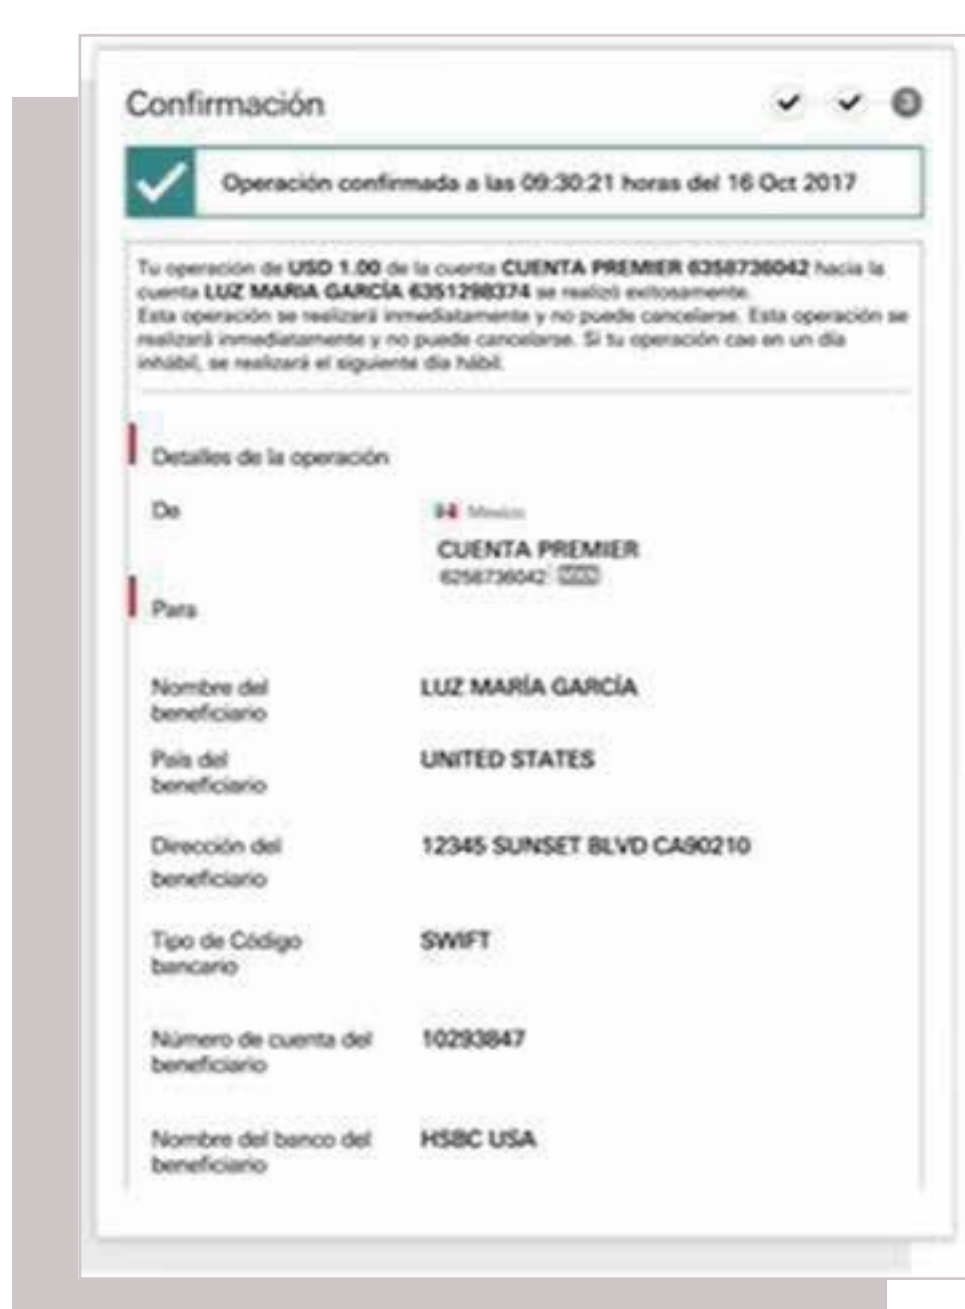 Confirmación
3
Operación confirmada a las 09:30:21 horas del 16 Oct 2017
Tu operación de USD 1.00 de la cuenta CUENTA PREMIER 6358736042 hacia la
cuenta LUZ MARIA GARCÍA 6351298374 se realizó exitosamente.
Esta operación se realizará inmediatamente y no puede cancelarse. Esta operación se
realizará inmediatamente y no puede cancelarse. Si tu operación cae en un día
inhábil, se realizará el siguiente día hábil.
Detalles de la operación
De
Mexico
CUENTA PREMIER
6258736042 MXN
Para
Nombre del
beneficiario
LUZ MARÍA GARCÍA
País del
beneficiario
UNITED STATES
Dirección del
beneficiario
12345 SUNSET BLVD CA90210
Tipo de Código
bancario
SWIFT
Número de cuenta del
beneficiario
10293847
Nombre del banco del
beneficiario
HSBC USA